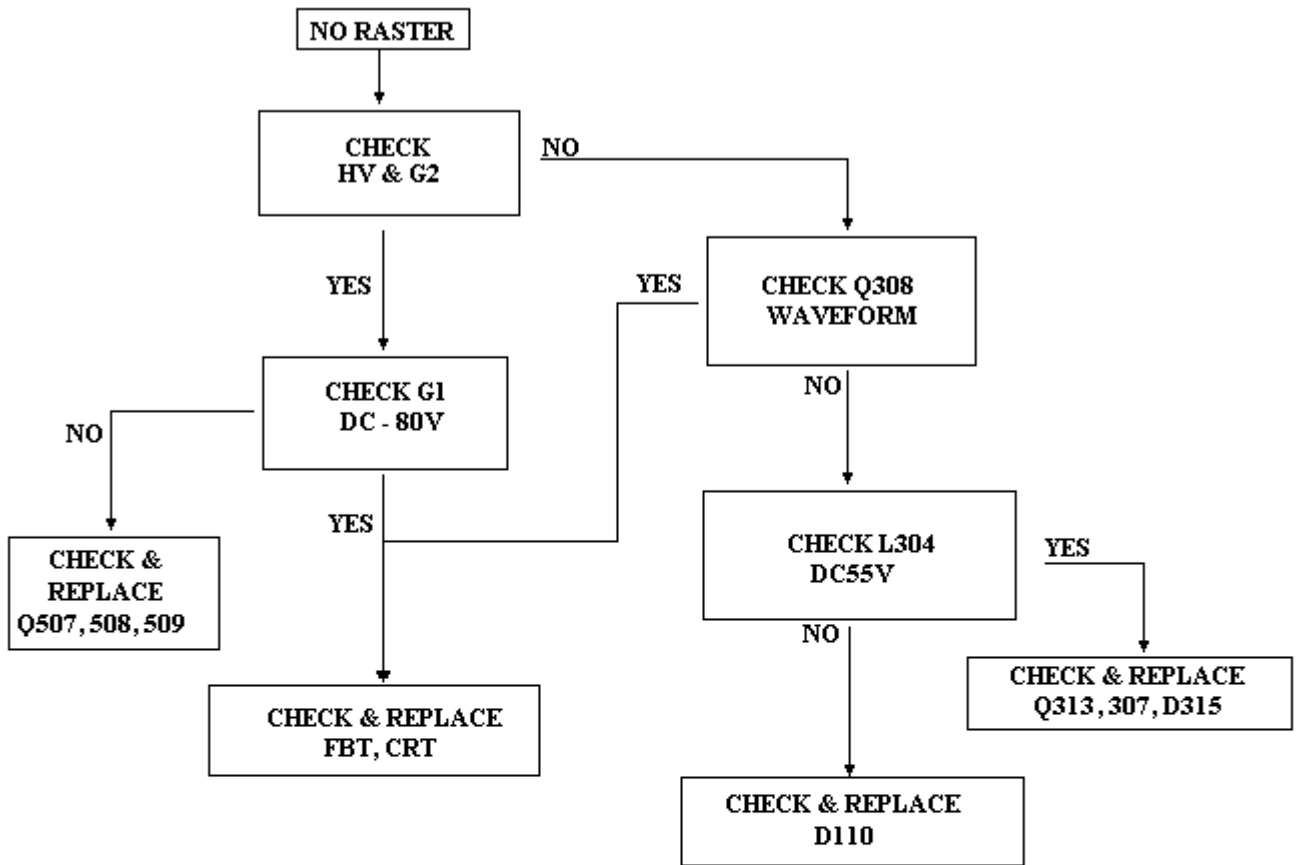 NO RASTER
CHECK
HV & G2
NO
YES
YES
CHECK Q308
WAVEFORM
CHECK G1
DC - 80V
NO
NO
YES
CHECK L304
DC55V
YES
CHECK &
REPLACE
Q507, 508, 509
NO
CHECK & REPLACE
Q313, 307, D315
CHECK & REPLACE
FBT, CRT
CHECK & REPLACE
D110